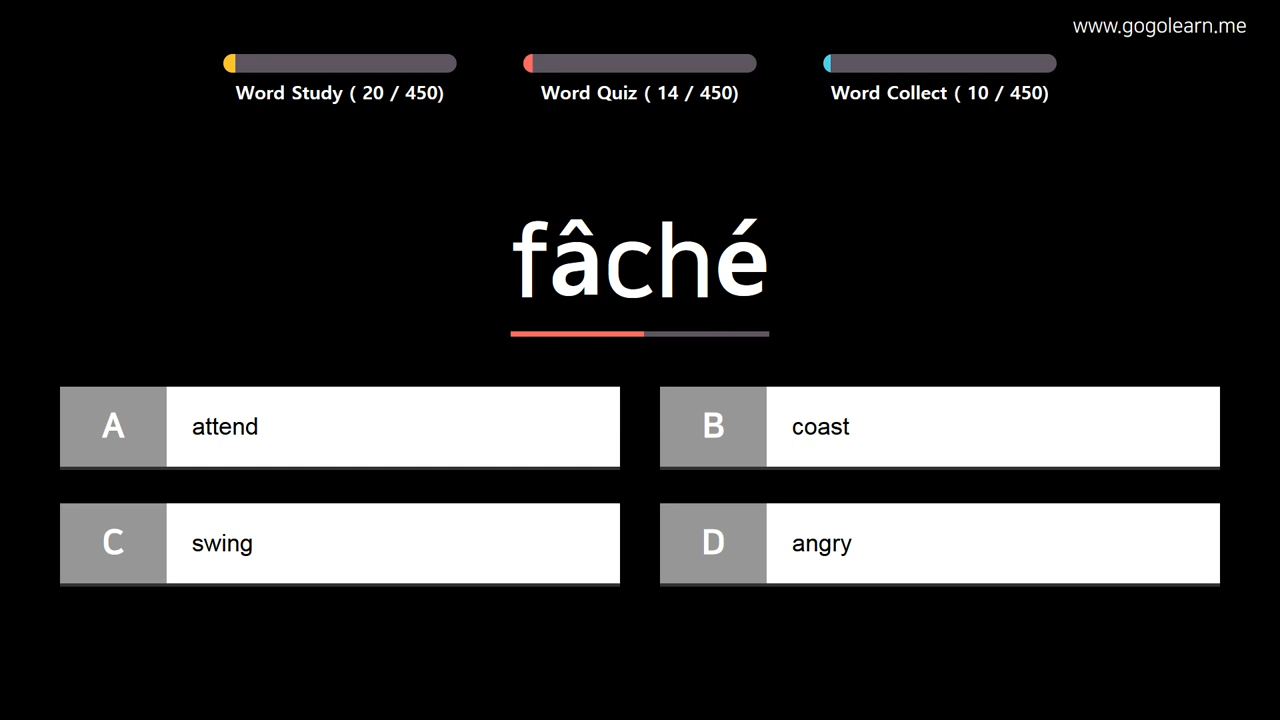 www.gogolearn.me
Word Study ( 20 / 450)
Word Quiz ( 14 / 450)
Word Collect ( 10 / 450)
fâché
A attend
B coast
C swing
D angry